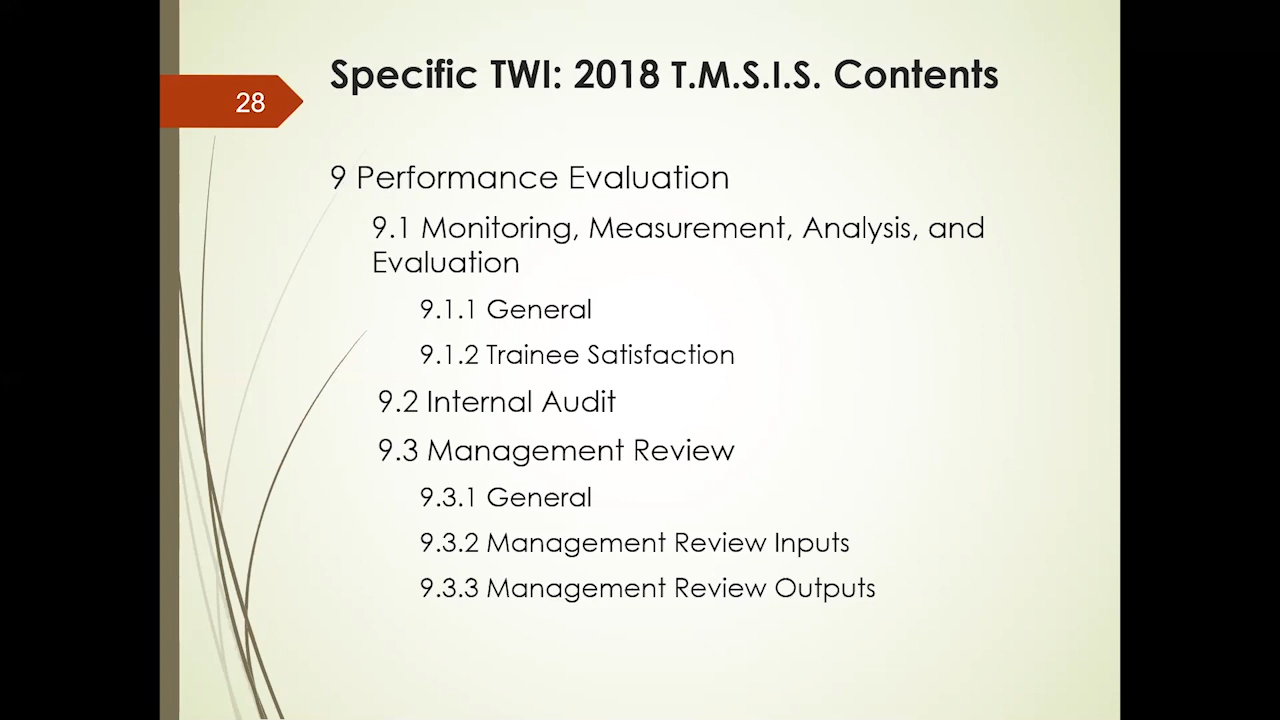 Specific TWI: 2018 T.M.S.I.S. Contents
28
9 Performance Evaluation
9.1 Monitoring, Measurement, Analysis, and
Evaluation
9.1.1 General
9.1.2 Trainee Satisfaction
9.2 Internal Audit
9.3 Management Review
9.3.1 General
9.3.2 Management Review Inputs
9.3.3 Management Review Outputs